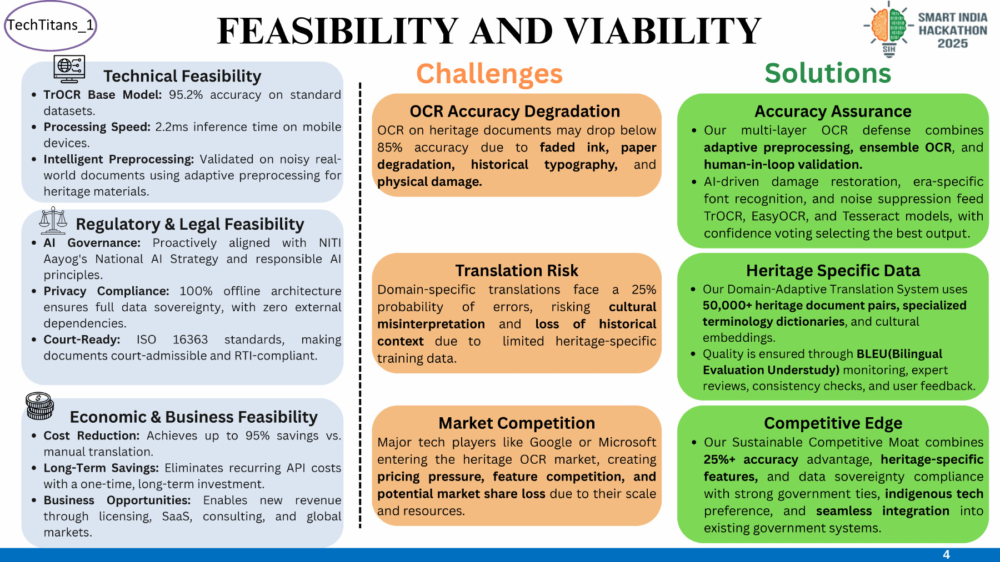 TechTitans_1
FEASIBILITY AND VIABILITY
SMART INDIA
HACKATHON
2025
SIH
Technical Feasibility
• TrOCR Base Model: 95.2% accuracy on standard
datasets.
• Processing Speed: 2.2ms inference time on mobile
devices.
• Intelligent Preprocessing: Validated on noisy real-
world documents using adaptive preprocessing for
heritage materials.
Regulatory & Legal Feasibility
• AI Governance: Proactively aligned with NITI
Aayog's National AI Strategy and responsible AI
principles.
• Privacy Compliance: 100% offline architecture
ensures full data sovereignty, with zero external
dependencies.
• Court-Ready: ISO 16363 standards, making
documents court-admissible and RTI-compliant.
Economic & Business Feasibility
• Cost Reduction: Achieves up to 95% savings vs.
manual translation.
• Long-Term Savings: Eliminates recurring API costs
with a one-time, long-term investment.
• Business Opportunities: Enables new revenue
through licensing, SaaS, consulting, and global
markets.
Challenges
OCR Accuracy Degradation
OCR on heritage documents may drop below
85% accuracy due to faded ink, paper
degradation, historical typography, and
physical damage.
Translation Risk
Domain-specific translations face a 25%
probability of errors, risking cultural
misinterpretation and loss of historical
context due to limited heritage-specific
training data.
Market Competition
Major tech players like Google or Microsoft
entering the heritage OCR market, creating
pricing pressure, feature competition, and
potential market share loss due to their scale
and resources.
Solutions
Accuracy Assurance
• Our multi-layer OCR defense combines
adaptive preprocessing, ensemble OCR, and
human-in-loop validation.
• AI-driven damage restoration, era-specific
font recognition, and noise suppression feed
TrOCR, EasyOCR, and Tesseract models, with
confidence voting selecting the best output.
Heritage Specific Data
• Our Domain-Adaptive Translation System uses
50,000+ heritage document pairs, specialized
terminology dictionaries, and cultural
embeddings.
• Quality is ensured through BLEU(Bilingual
Evaluation Understudy) monitoring, expert
reviews, consistency checks, and user feedback.
Competitive Edge
• Our Sustainable Competitive Moat combines
25%+ accuracy advantage, heritage-specific
features, and data sovereignty compliance
with strong government ties, indigenous tech
preference, and seamless integration into
existing government systems.
4